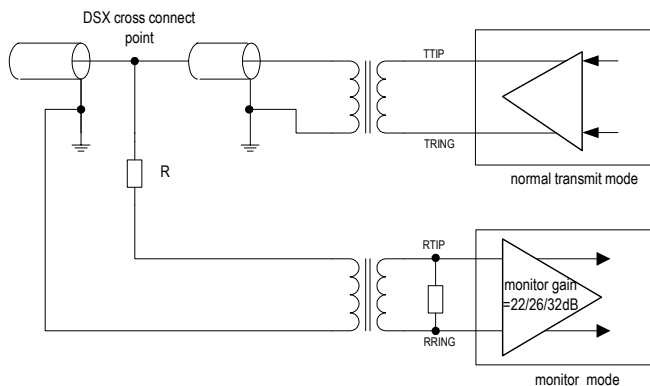 DSX cross connect
point
TTIP
TRING
normal transmit mode
R
RTIP
monitor gain
=22/26/32dB
RRING
monitor mode